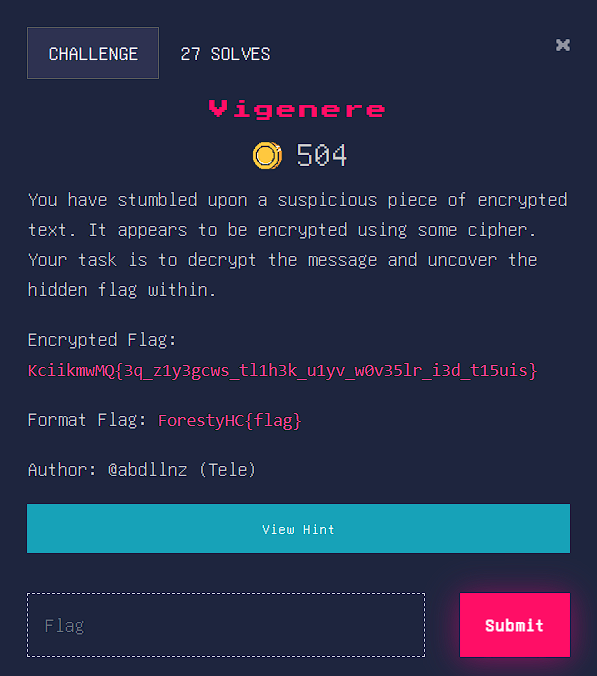 CHALLENGE 27 SOLVES ×
Vigenere
504
You have stumbled upon a suspicious piece of encrypted
text. It appears to be encrypted using some cipher.
Your task is to decrypt the message and uncover the
hidden flag within.
Encrypted Flag:
KciikmwMQ{3q_z1y3gcws_tl1h3k_u1yv_w0v35lr_i3d_t15uis}
Format Flag: ForestyHC{flag}
Author: @abdllnz (Tele)
View Hint
Flag
Submit